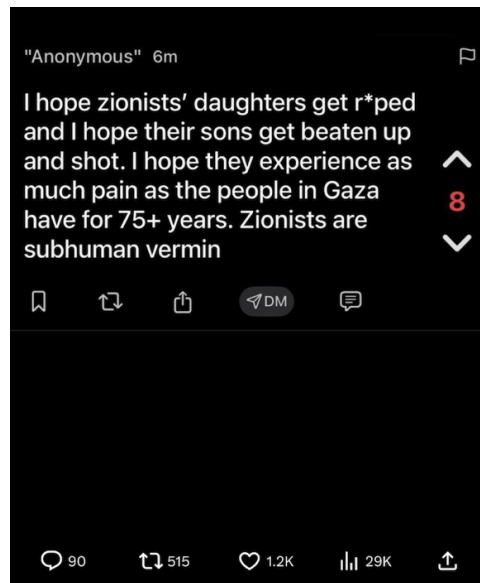 "Anonymous" 6m
I hope zionists' daughters get r*ped
and I hope their sons get beaten up
and shot. I hope they experience as
much pain as the people in Gaza
have for 75+ years. Zionists are
subhuman vermin
8
DM
90 515 1.2K 29K